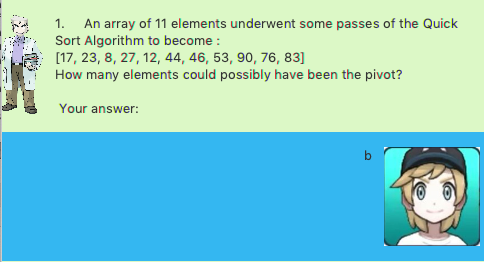 1. An array of 11 elements underwent some passes of the Quick
Sort Algorithm to become :
[17, 23, 8, 27, 12, 44, 46, 53, 90, 76, 83]
How many elements could possibly have been the pivot?
Your answer:
b